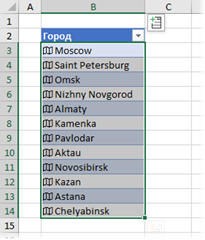 A B C
1
2 Город
3 Moscow
4 Saint Petersburg
5 Omsk
6 Nizhny Novgorod
7 Almaty
8 Kamenka
9 Pavlodar
10 Aktau
11 Novosibirsk
12 Kazan
13 Astana
14 Chelyabinsk
15